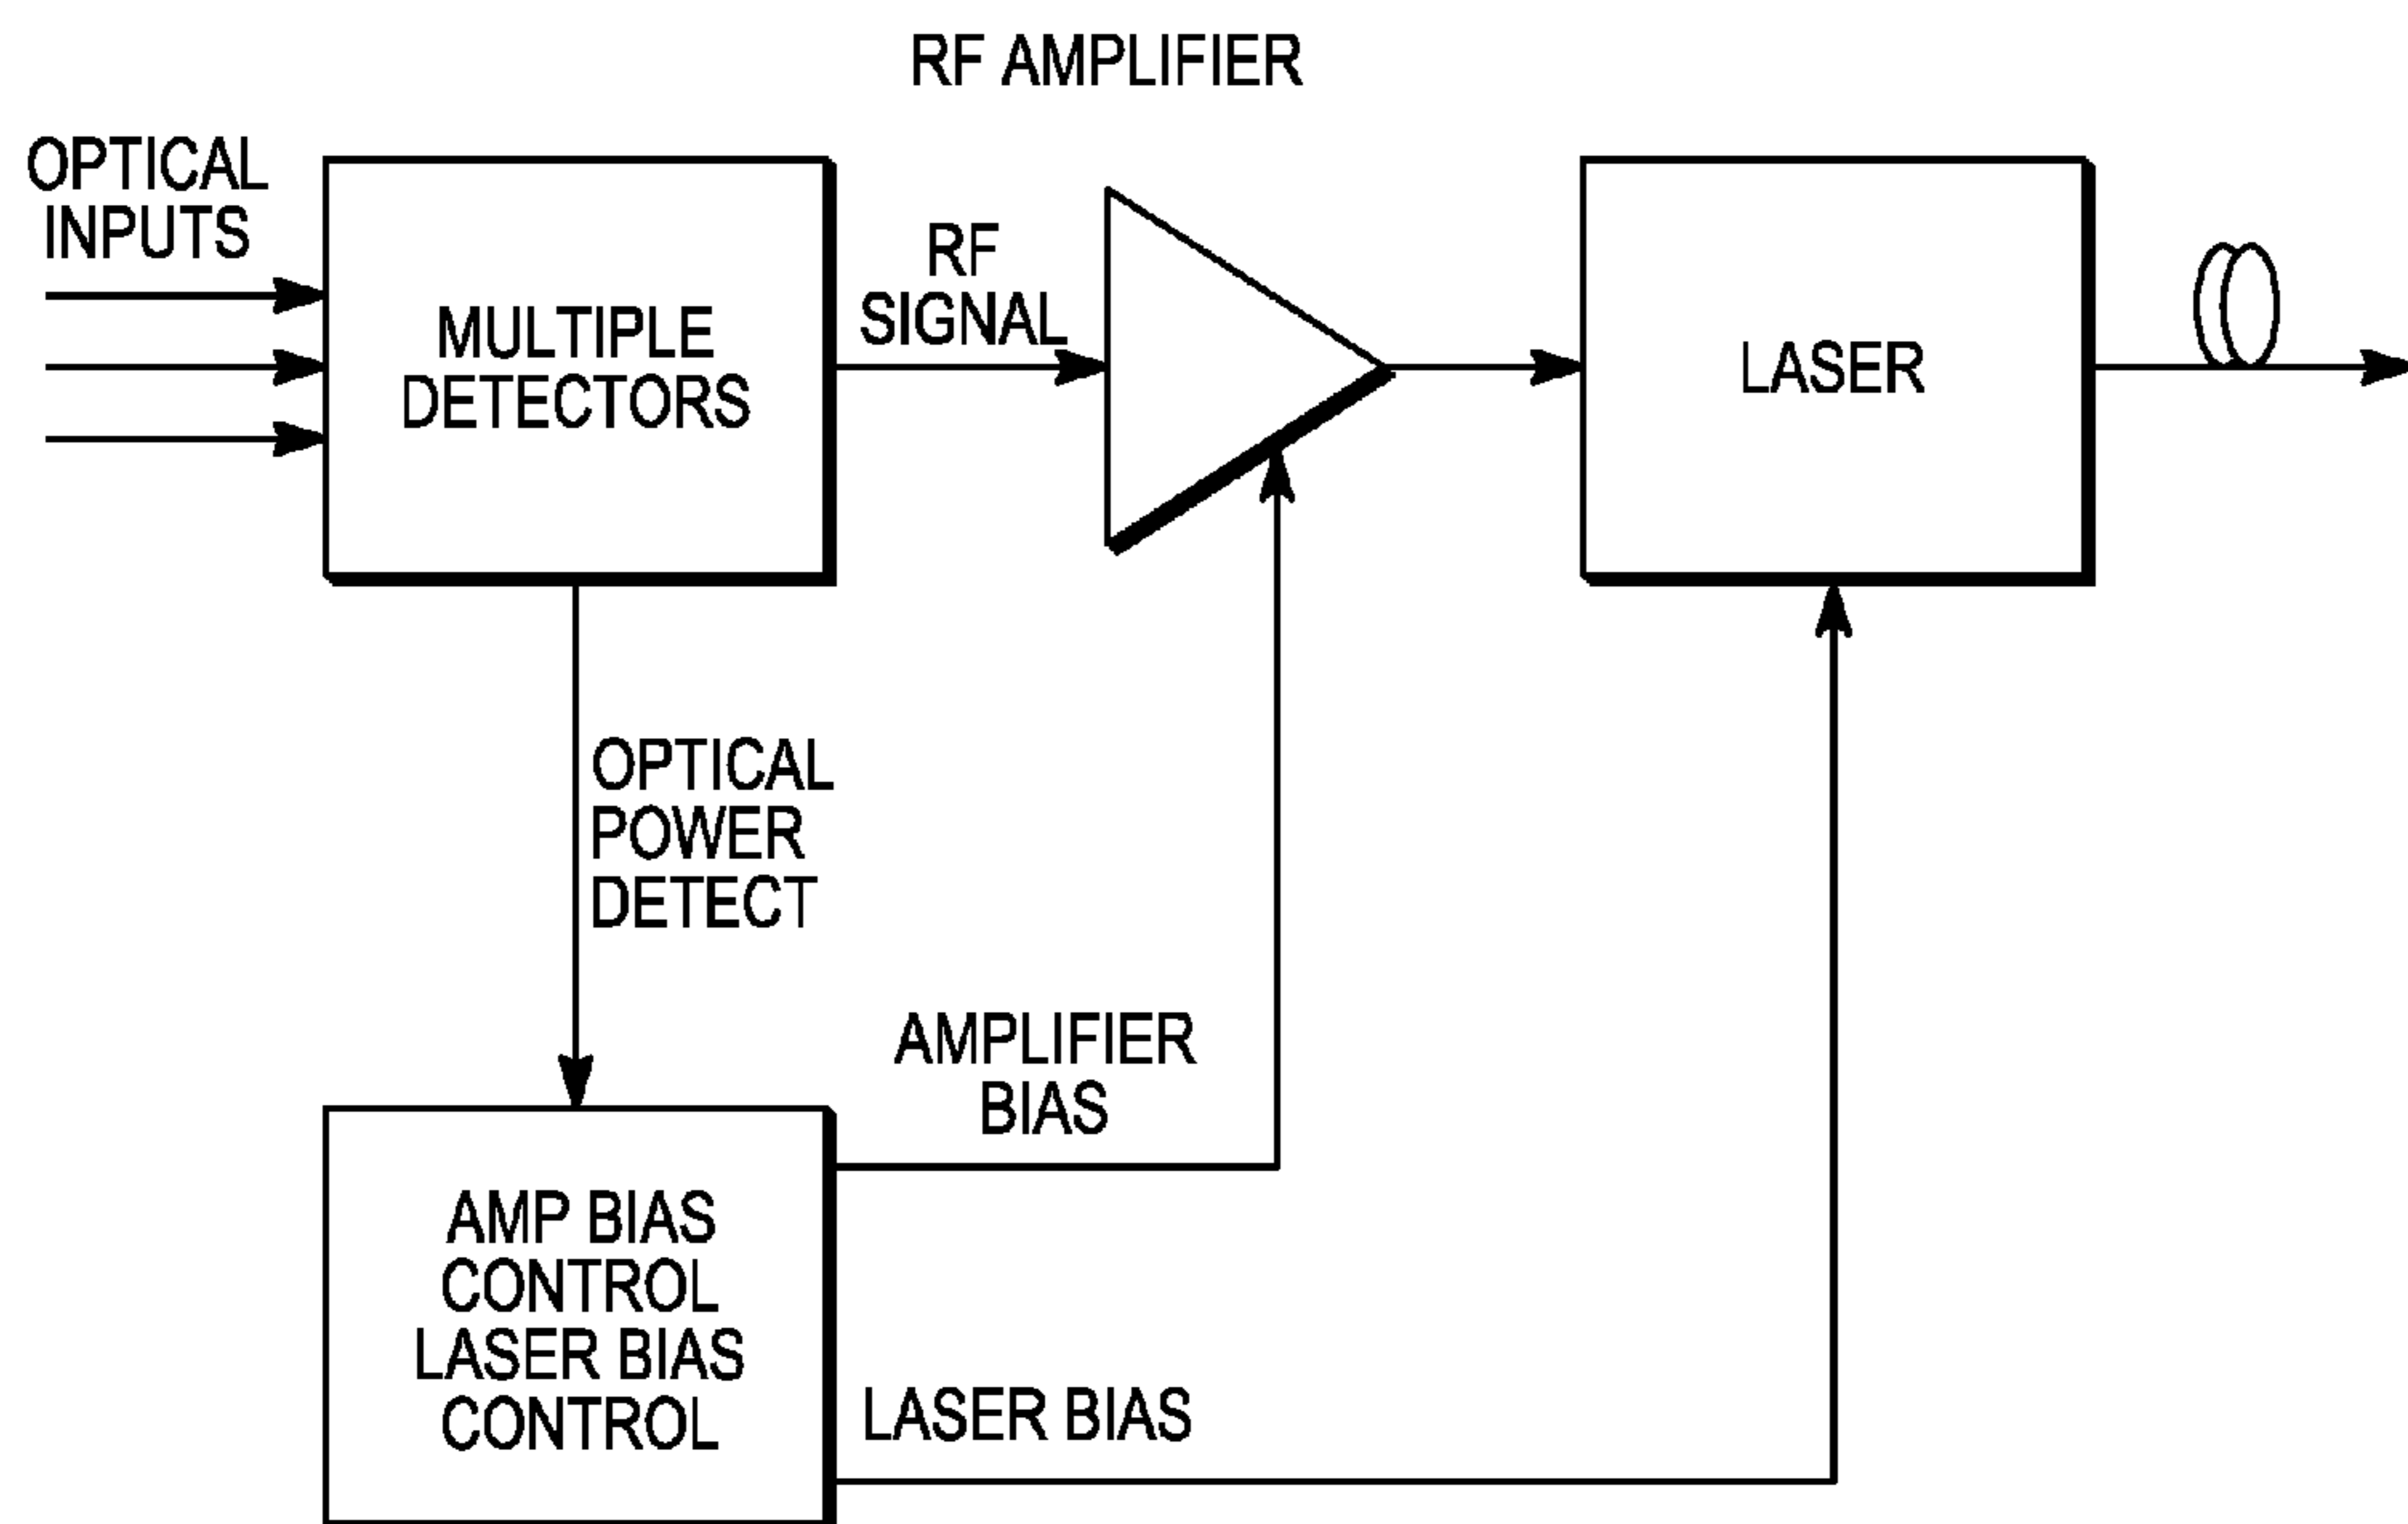 RF AMPLIFIER
OPTICAL
INPUTS
MULTIPLE
DETECTORS
RF
SIGNAL
LASER
OPTICAL
POWER
DETECT
AMPLIFIER
BIAS
AMP BIAS
CONTROL
LASER BIAS
CONTROL
LASER BIAS